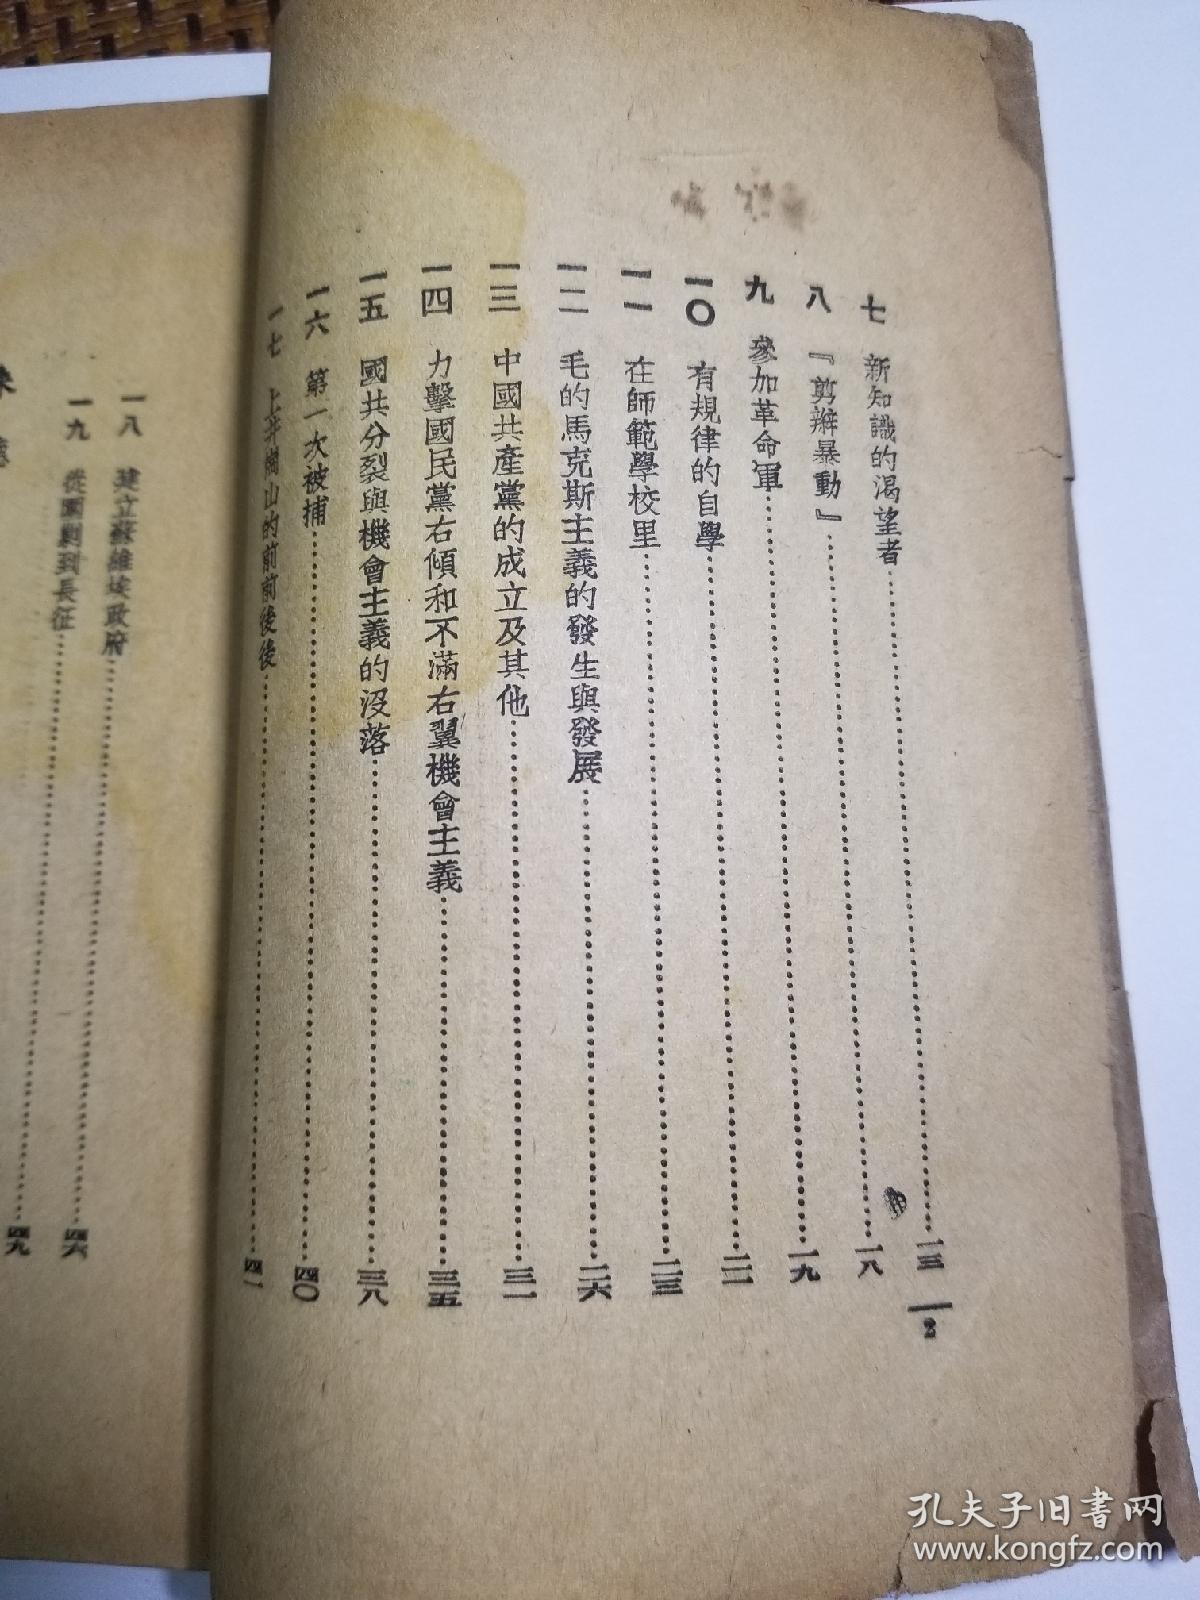 七 新知識的渴望者⋯⋯一三
八 『剪辮暴動』⋯⋯一八
九 參加革命軍⋯⋯一九
一〇 有規律的自學⋯⋯二一
一一 在師範學校里⋯⋯二三
一二 毛的馬克斯主義的發生與發展⋯⋯二六
一三 中國共產黨的成立及其他⋯⋯三一
一四 力擊國民黨右傾和不滿右翼機會主義⋯⋯三五
一五 國共分裂與機會主義的没落⋯⋯三八
一六 第一次被捕⋯⋯四〇
一七 上井崗山的前前後後⋯⋯四一
2
一八 建立蘇維埃政府⋯⋯四六
一九 從圍剿到長征⋯⋯四九
孔夫子旧书网
www.kongfz.com